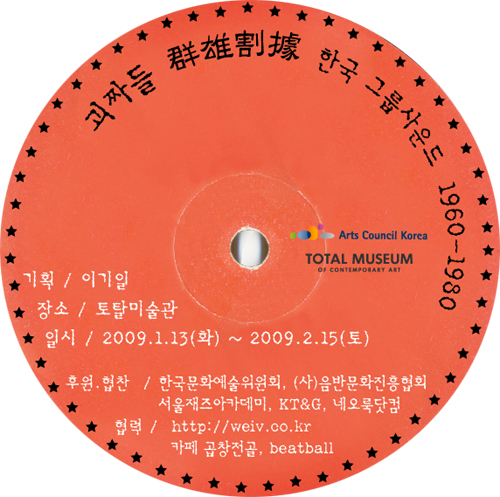 괴짜들 群雄割據 한국 그룹사운드 1960-1980
Arts Council Korea
TOTAL MUSEUM
OF CONTEMPORARY ART
기획 / 이기일
장소 / 토탈미술관
일시 / 2009.1.13(화) ~ 2009.2.15(토)
후원.협찬 / 한국문화예술위원회, (사)음반문화진흥협회
서울재즈아카데미, KT&G, 네오룩닷컴
협력 / http://weiv.co.kr
카페 곱창전골, beatball